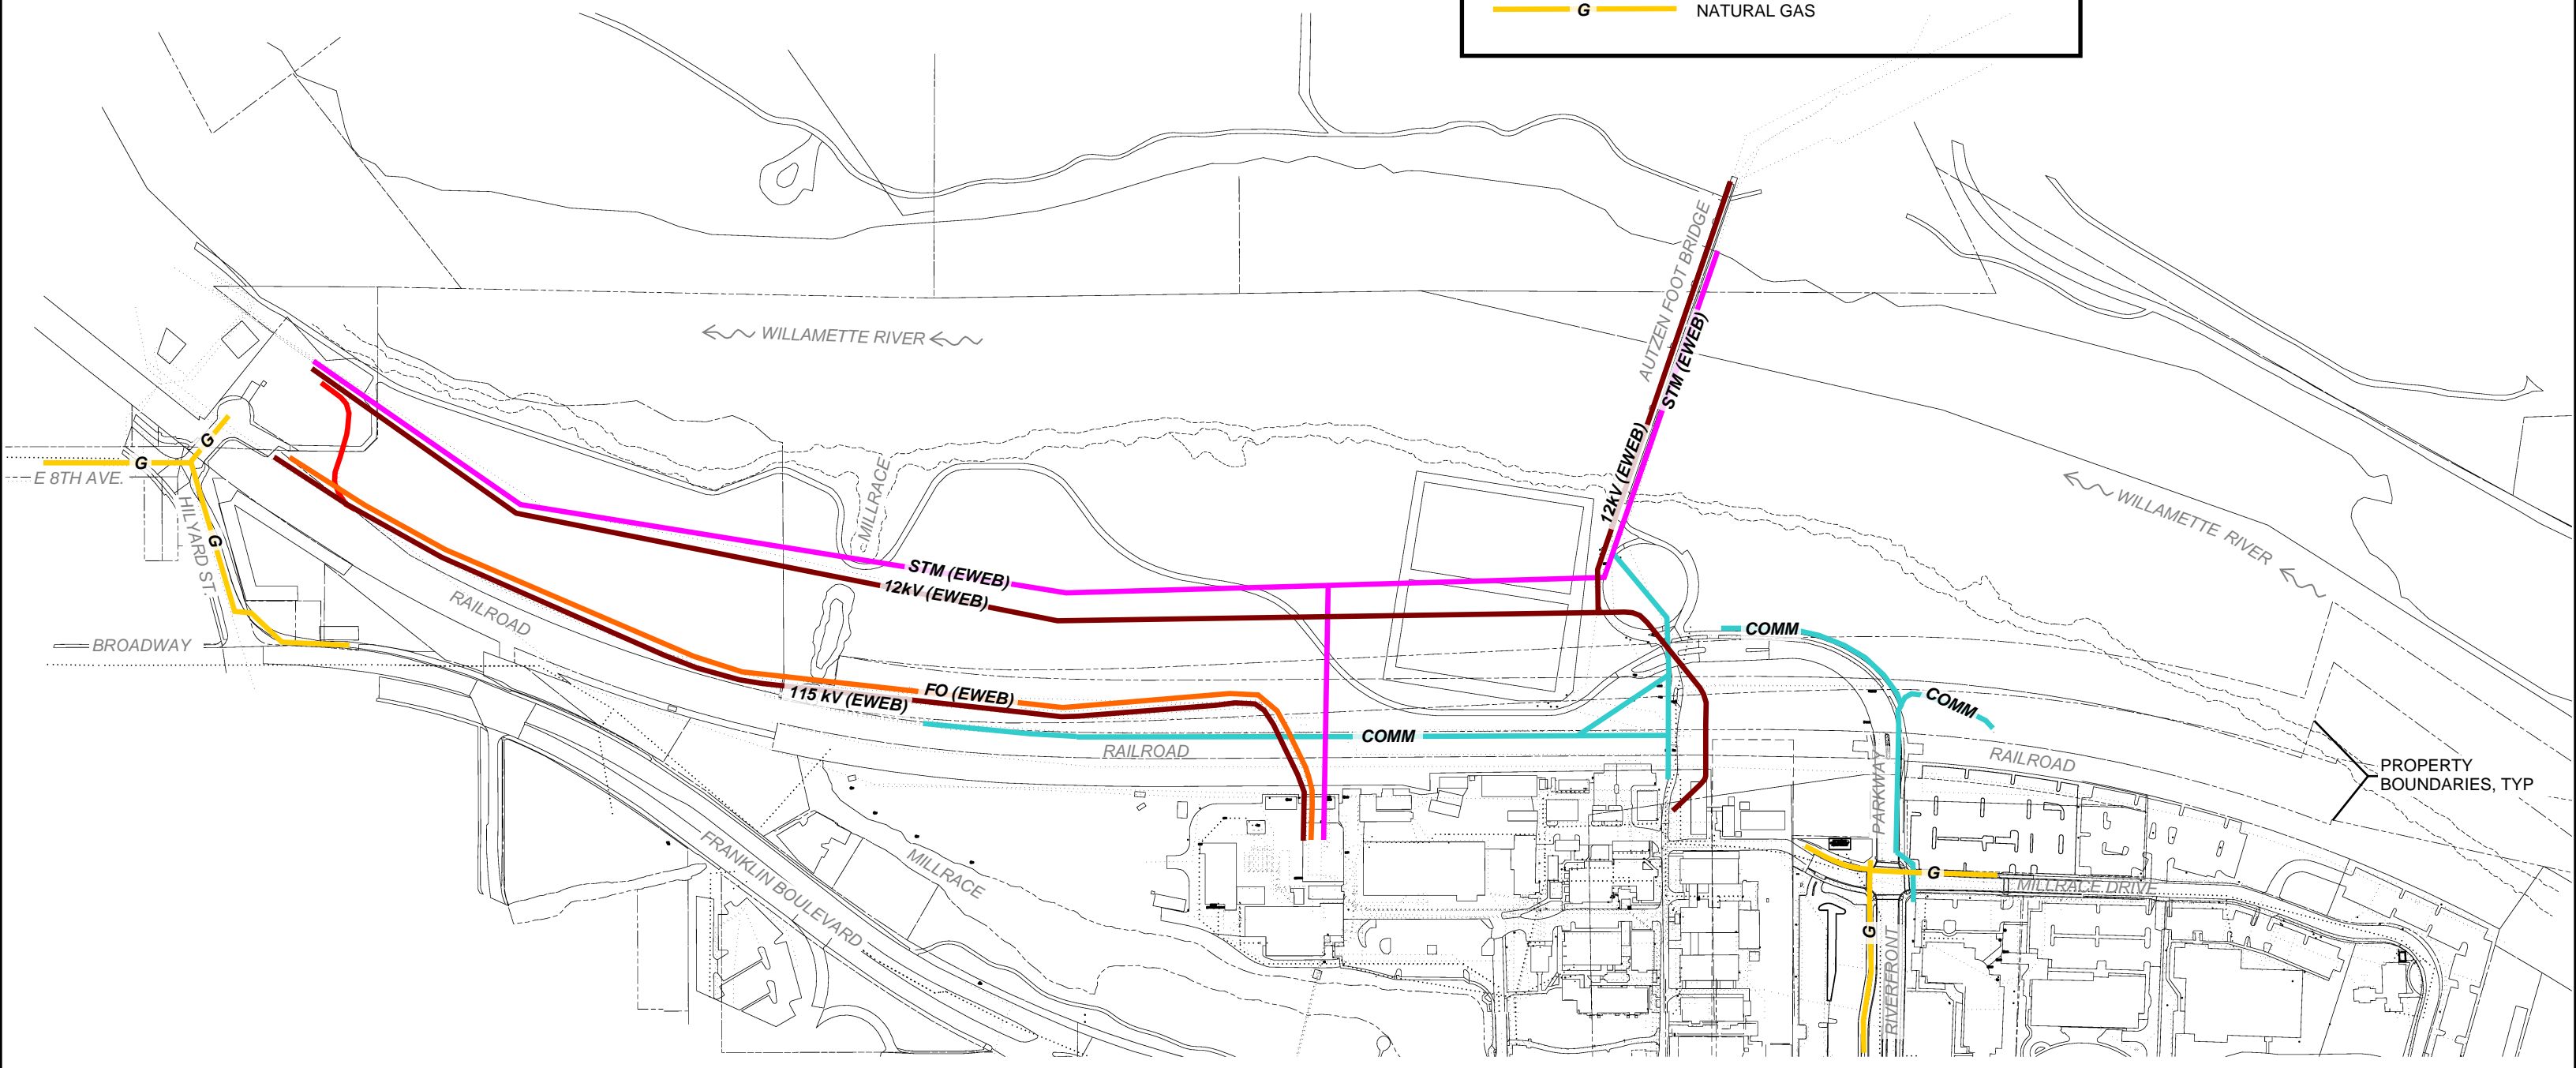 G
NATURAL GAS
AUTZEN FOOT BRIDGE
WILLAMETTE RIVER
STM (EWEB)
12kV (EWEB)
G
G
E 8TH AVE.
HILYARD ST.
G
MILLRACE
WILLAMETTE RIVER
STM (EWEB)
12kV (EWEB)
RAILROAD
BROADWAY
COMM
COMM
FO (EWEB)
115 kV (EWEB)
COMM
RAILROAD
RAILROAD
PROPERTY
BOUNDARIES, TYP
PARKWAY
FRANKLIN BOULEVARD
MILLRACE
G
MILLRACE DRIVE
G
RIVERFRONT